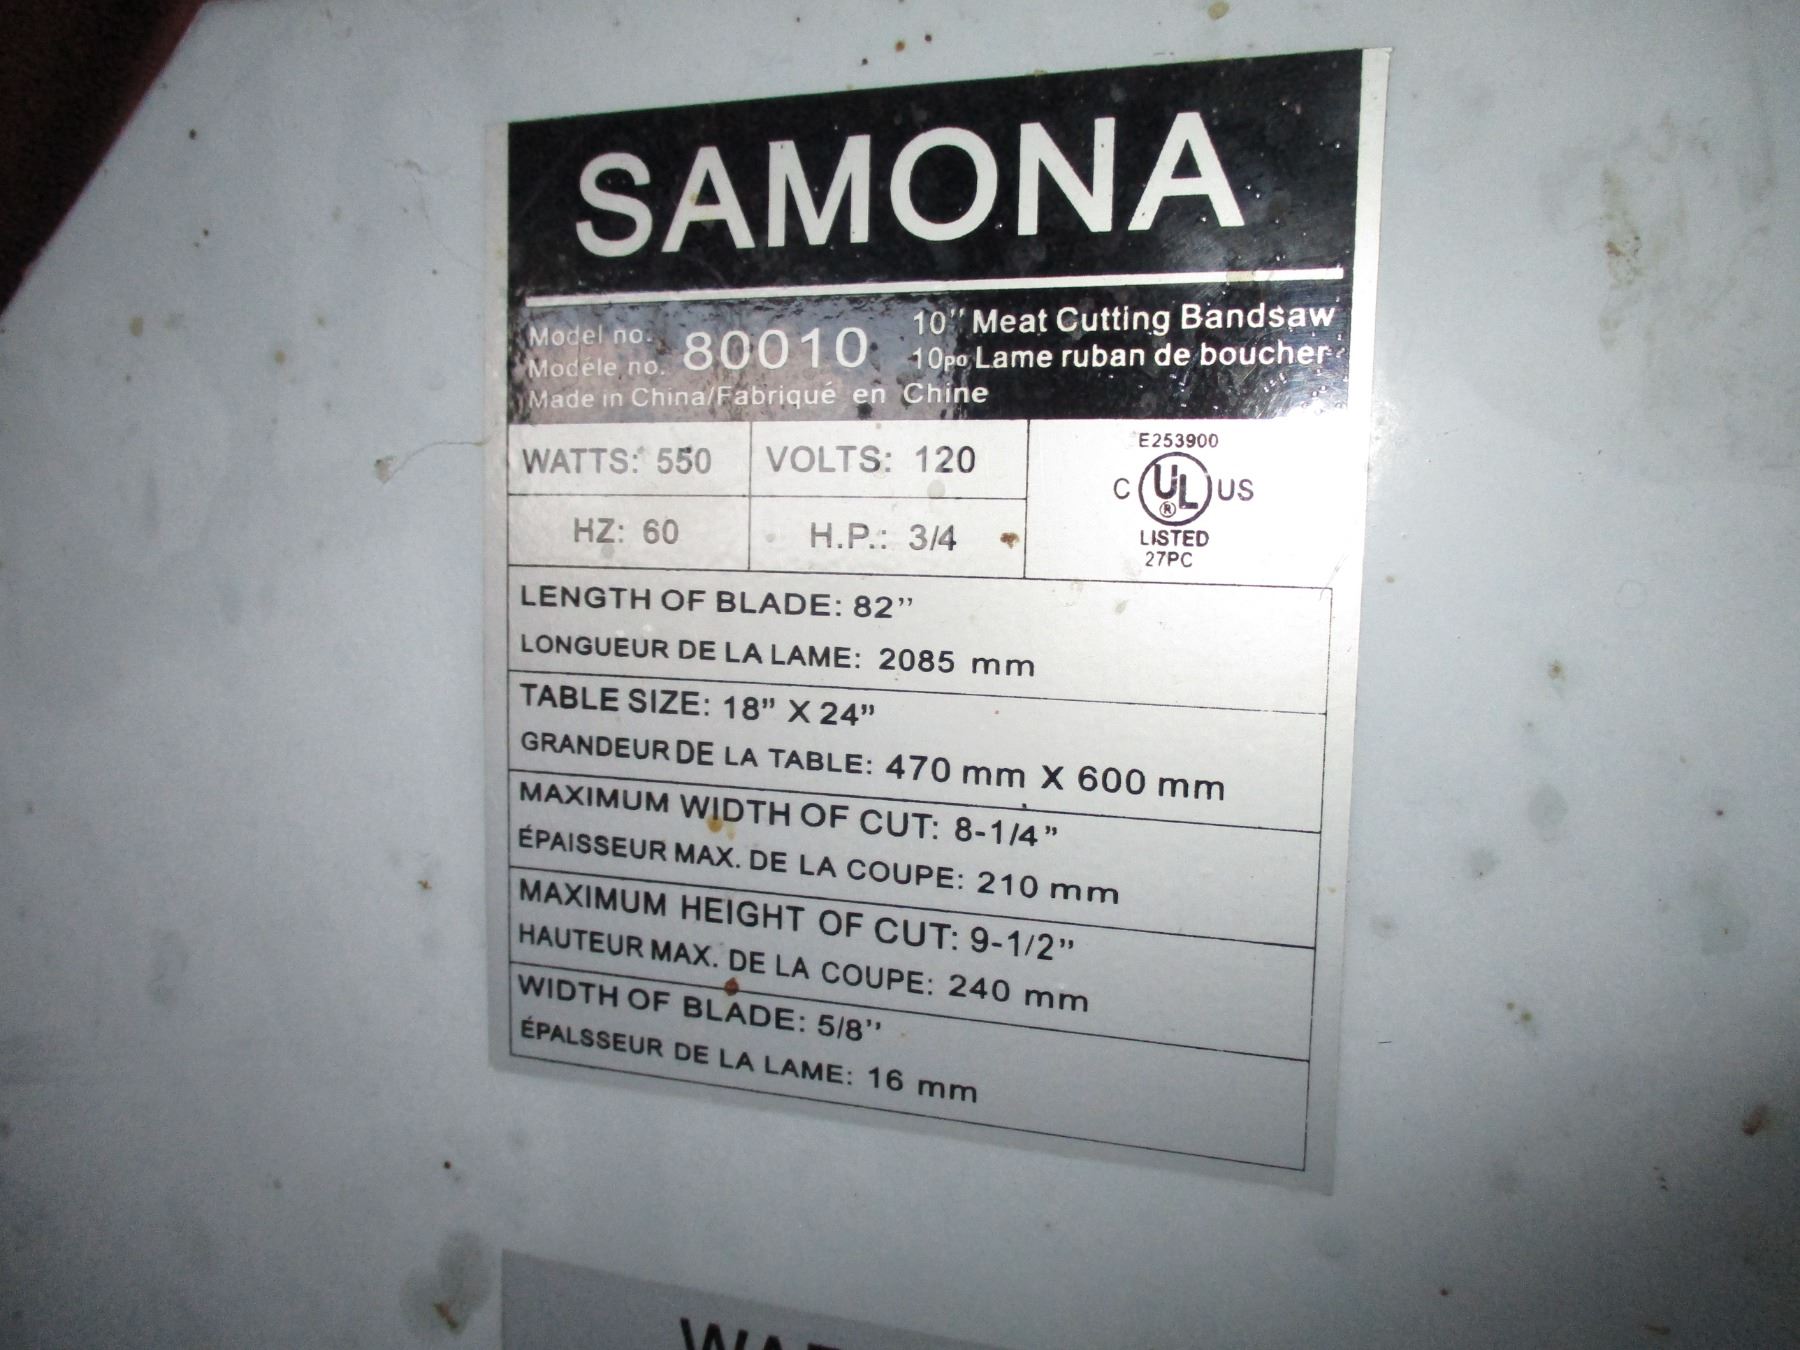 SAMONA
Model no.
Modéle no.
80010
10" Meat Cutting Bandsaw
10po Lame ruban de boucher
Made in China/Fabriqué en Chine
WATTS: 550
VOLTS: 120
HZ: 60
H.P.: 3/4
E253900
C UL US
®
LISTED
27PC
LENGTH OF BLADE: 82"
LONGUEUR DE LA LAME: 2085 mm
TABLE SIZE: 18" X 24"
GRANDEUR DE LA TABLE: 470 mm X 600 mm
MAXIMUM WIDTH OF CUT: 8-1/4"
ÉPAISSEUR MAX. DE LA COUPE: 210 mm
MAXIMUM HEIGHT OF CUT: 9-1/2"
HAUTEUR MAX. DE LA COUPE: 240 mm
WIDTH OF BLADE: 5/8"
ÉPALSSEUR DE LA LAME: 16 mm